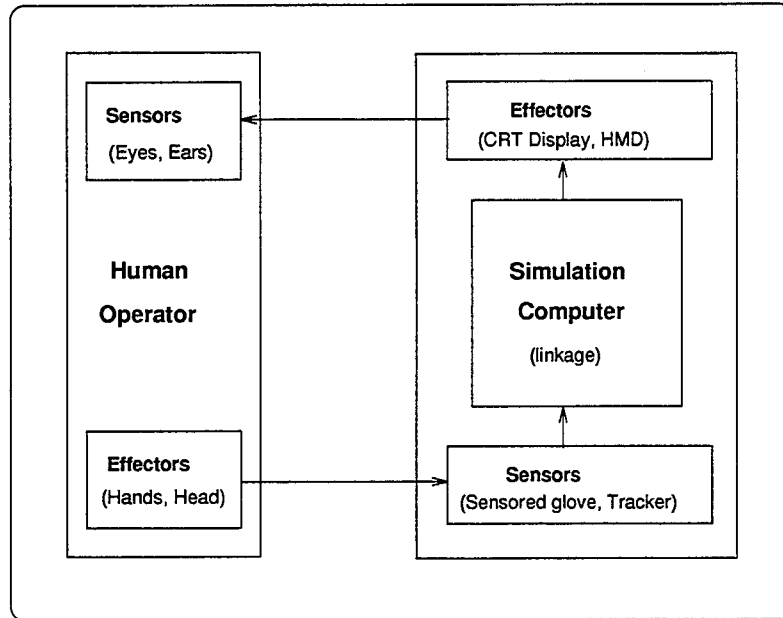 Sensors
(Eyes, Ears)
Human
Operator
Effectors
(Hands, Head)
Effectors
(CRT Display, HMD)
Simulation
Computer
(linkage)
Sensors
(Sensored glove, Tracker)